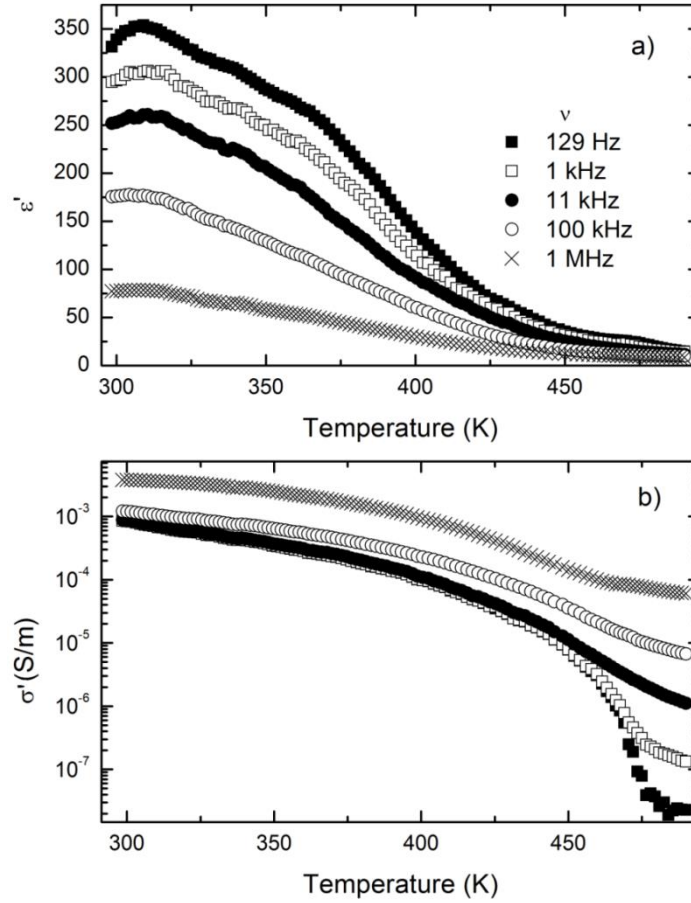 350
300
250
200
150
100
50
0
ε'
a)
ν
129 Hz
1 kHz
11 kHz
100 kHz
1 MHz
300 350 400 450
Temperature (K)
b)
10⁻³
10⁻⁴
10⁻⁵
10⁻⁶
10⁻⁷
σ'(S/m)
300 350 400 450
Temperature (K)